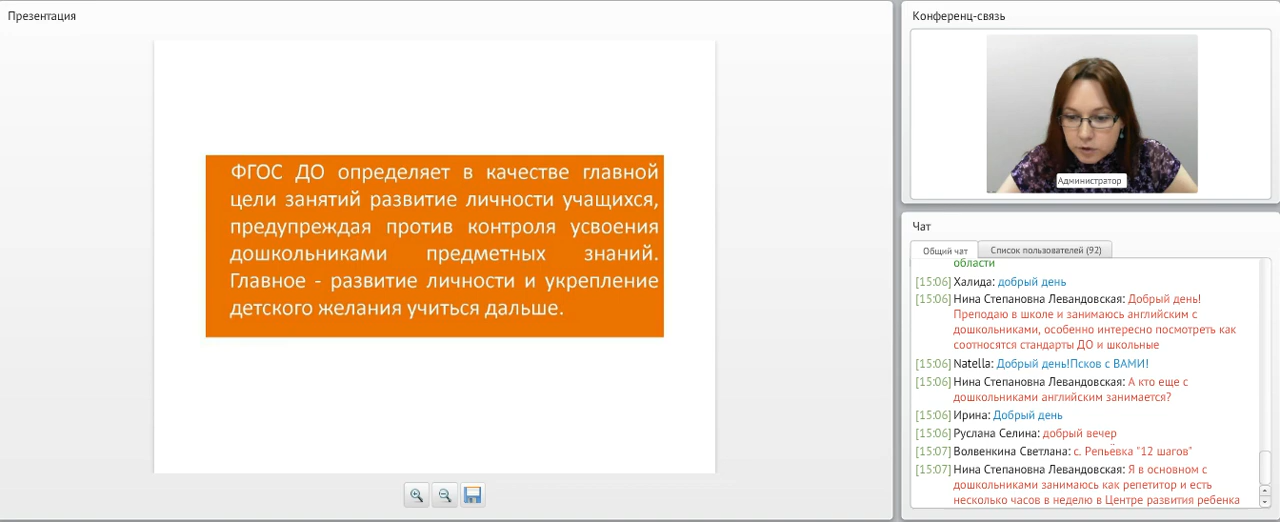 Презентация
ФГОС ДО определяет в качестве главной
цели занятий развитие личности учащихся,
предупреждая против контроля усвоения
дошкольниками предметных знаний.
Главное - развитие личности и укрепление
детского желания учиться дальше.
Конференц-связь
Администратор
Чат
Общий чат
Список пользователей (92)
области
[15:06] Халида: добрый день
[15:06] Нина Степановна Левандовская: Добрый день!
Преподаю в школе и занимаюсь английским с
дошкольниками, особенно интересно посмотреть как
соотносятся стандарты ДО и школьные
[15:06] Natella: Добрый день!Псков с ВАМИ!
[15:06] Нина Степановна Левандовская: А кто еще с
дошкольниками английским занимается?
[15:06] Ирина: Добрый день
[15:06] Руслана Селина: добрый вечер
[15:07] Волвенкина Светлана: с. Репьёвка "12 шагов"
[15:07] Нина Степановна Левандовская: Я в основном с
дошкольниками занимаюсь как репетитор и есть
несколько часов в неделю в Центре развития ребенка